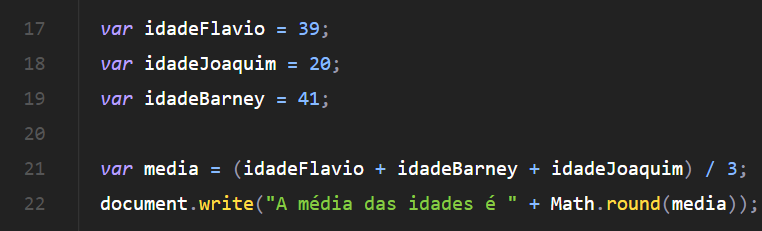 17 var idadeFlavio = 39;
18 var idadeJoaquim = 20;
19 var idadeBarney = 41;
20
21 var media = (idadeFlavio + idadeBarney + idadeJoaquim) / 3;
22 document.write("A média das idades é " + Math.round(media));